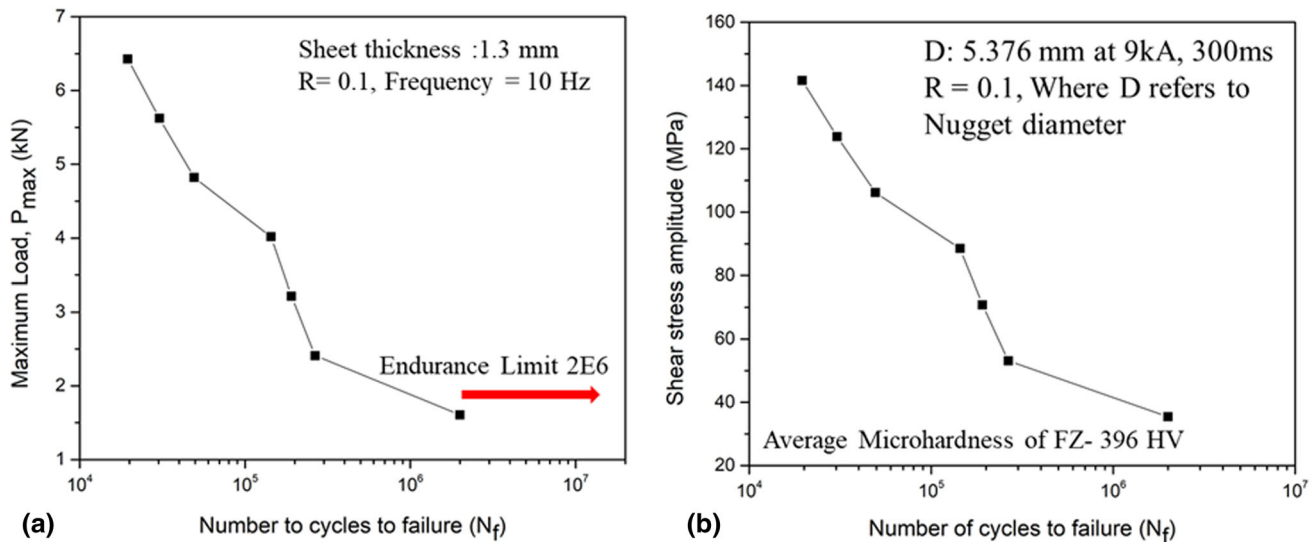 7
6
5
4
3
2
1
Maximum Load, Pmax (kN)
Sheet thickness :1.3 mm
R= 0.1, Frequency = 10 Hz
Endurance Limit 2E6
10^4
10^5
10^6
10^7
(a)
Number to cycles to failure (Nf)
160
140
120
100
80
60
40
20
Shear stress amplitude (MPa)
D: 5.376 mm at 9kA, 300ms
R = 0.1, Where D refers to
Nugget diameter
Average Microhardness of FZ- 396 HV
10^4
10^5
10^6
10^7
(b)
Number of cycles to failure (Nf)